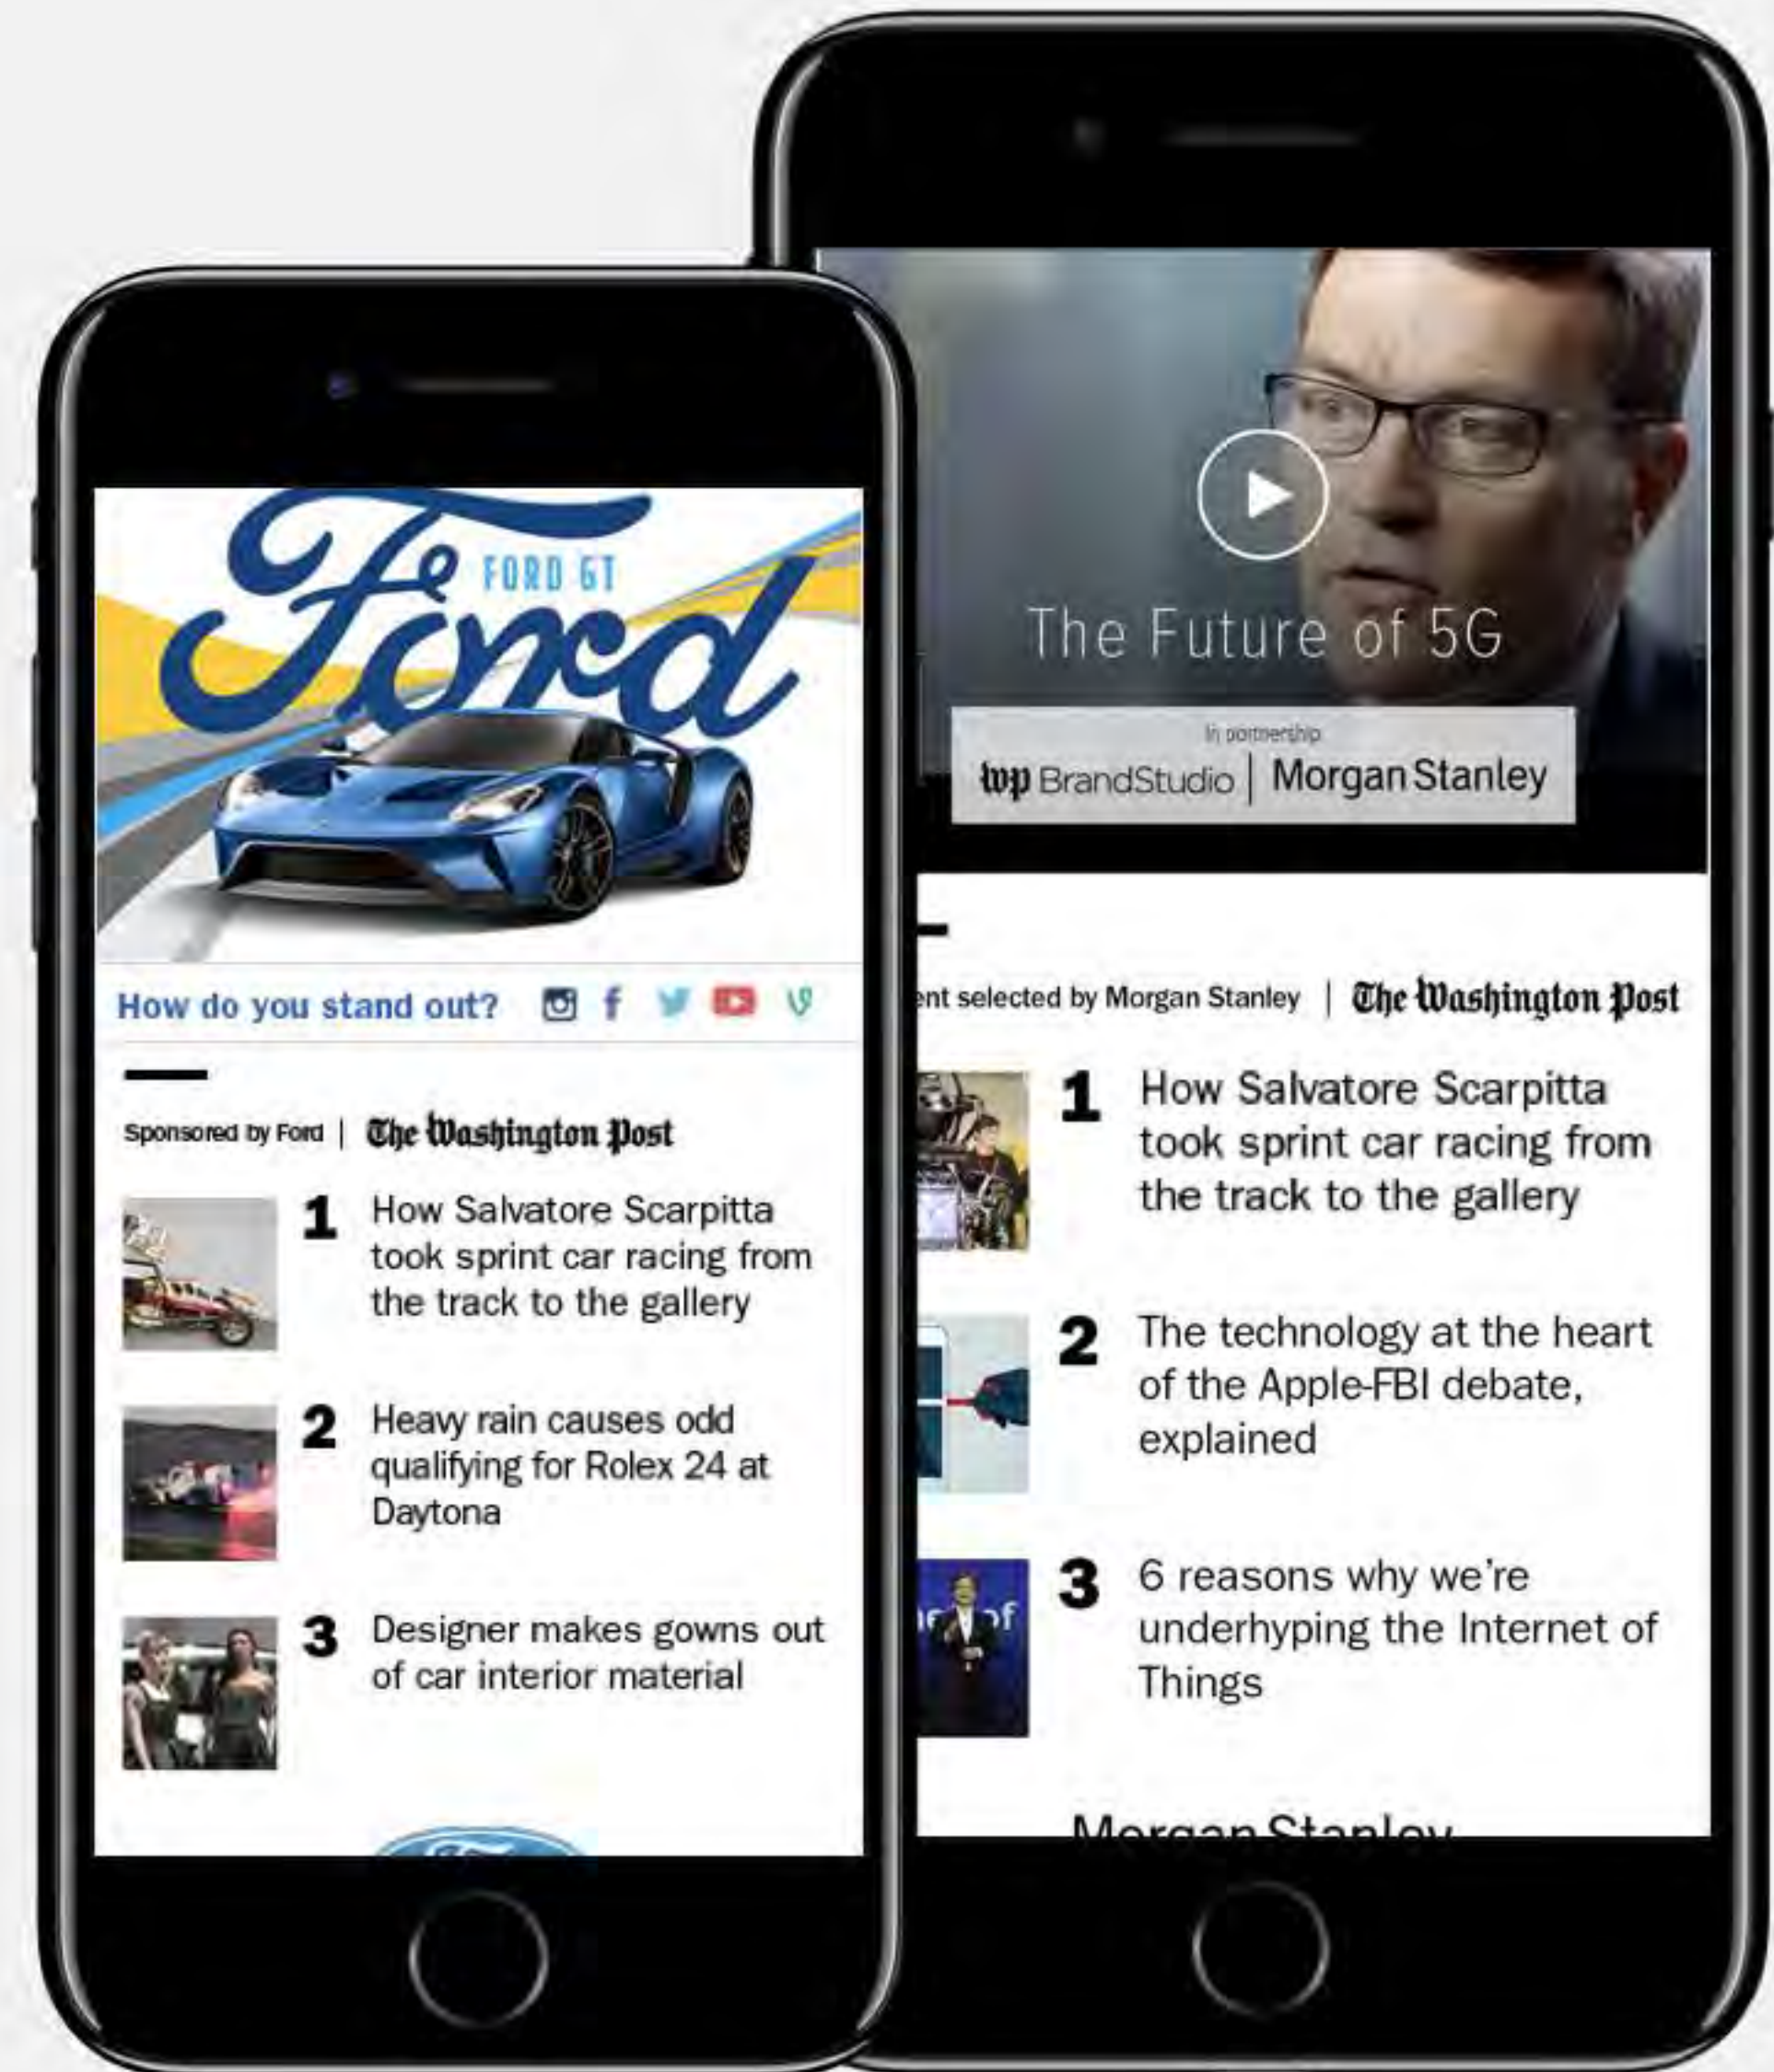 Ford
FORD GT
How do you stand out?
Sponsored by Ford | The Washington Post
1 How Salvatore Scarpitta
took sprint car racing from
the track to the gallery
2 Heavy rain causes odd
qualifying for Rolex 24 at
Daytona
3 Designer makes gowns out
of car interior material
The Future of 5G
In partnership
wp BrandStudio | Morgan Stanley
selected by Morgan Stanley | The Washington Post
1 How Salvatore Scarpitta
took sprint car racing from
the track to the gallery
2 The technology at the heart
of the Apple-FBI debate,
explained
of
3 6 reasons why we're
underhyping the Internet of
Things
Morgan Stanley